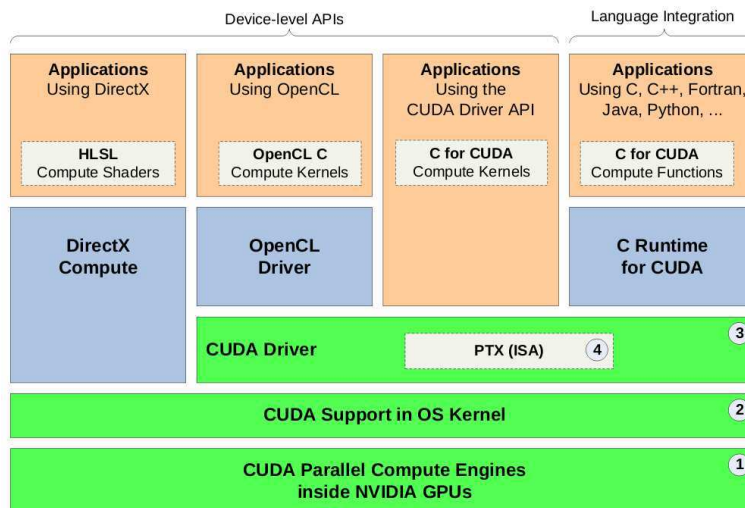 Device-level APIs
Language Integration
Applications
Using DirectX
HLSL
Compute Shaders
Applications
Using OpenCL
OpenCL C
Compute Kernels
Applications
Using the
CUDA Driver API
C for CUDA
Compute Kernels
Applications
Using C, C++, Fortran,
Java, Python, ...
C for CUDA
Compute Functions
DirectX
Compute
OpenCL
Driver
C Runtime
for CUDA
3
CUDA Driver
PTX (ISA)
4
CUDA Support in OS Kernel
2
CUDA Parallel Compute Engines
inside NVIDIA GPUs
1